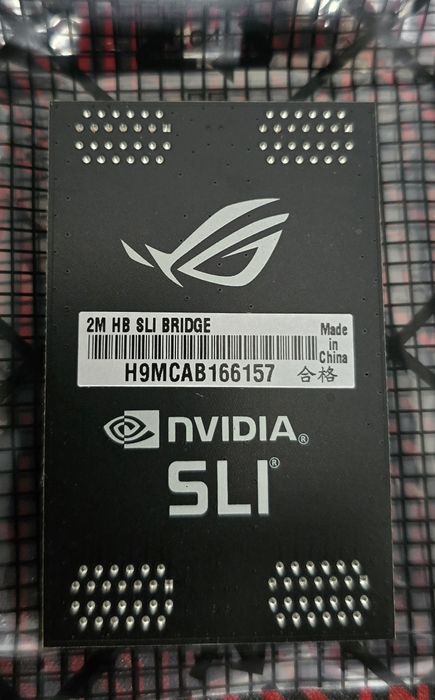 2M HB SLI BRIDGE
Made
in
China
H9MCAB166157 合格
NVIDIA®
SLI®